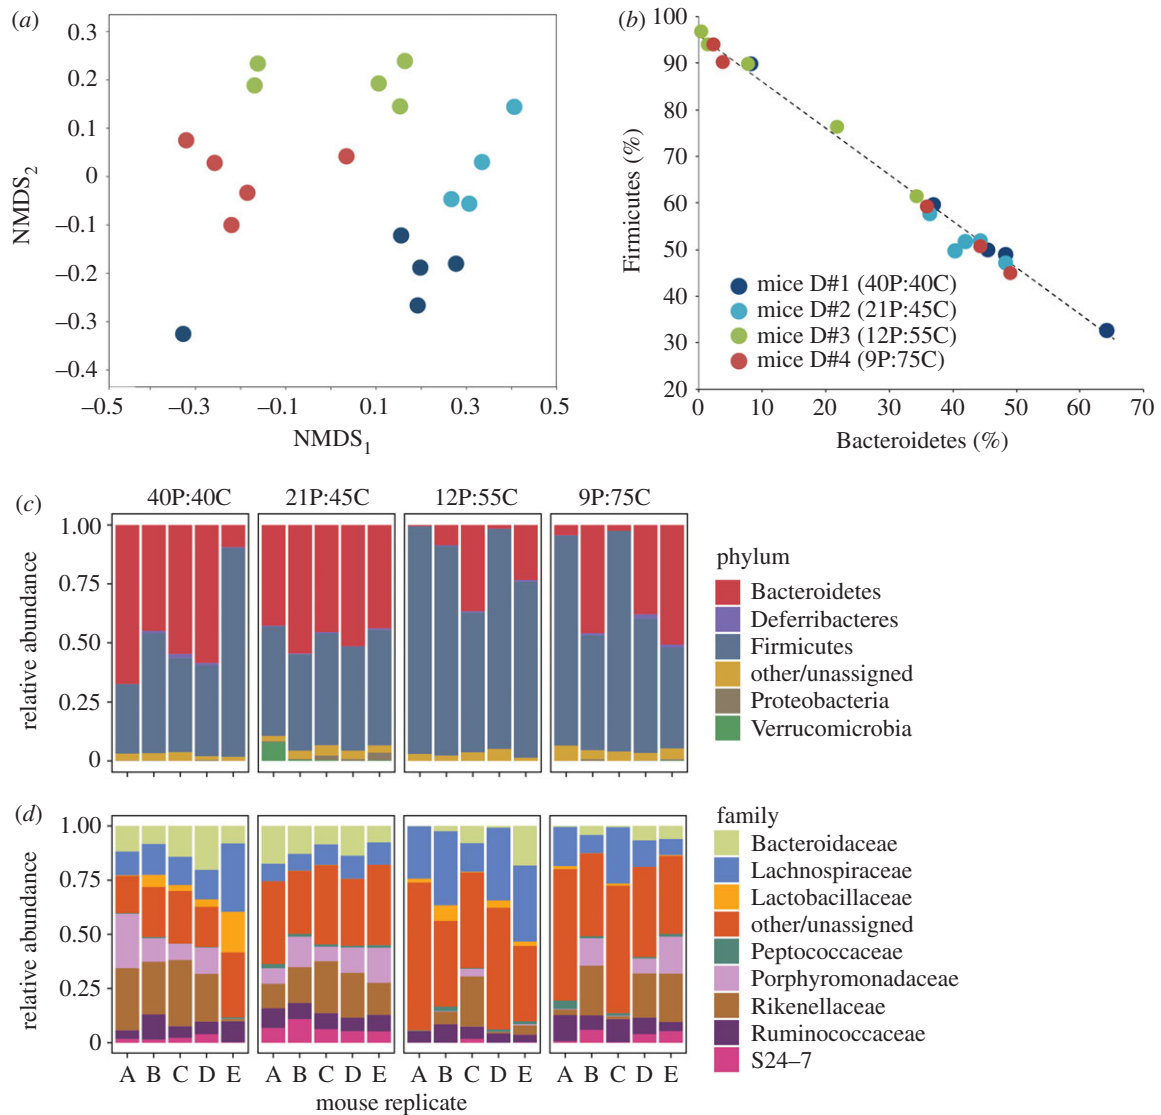 (a)
0.3
0.2
0.1
0
–0.1
–0.2
–0.3
–0.4
NMDS2
–0.5 –0.3 –0.1 0.1 0.3 0.5
NMDS1
(b)
100
90
80
70
60
50
40
30
20
Firmicutes (%)
mice D#1 (40P:40C)
mice D#2 (21P:45C)
mice D#3 (12P:55C)
mice D#4 (9P:75C)
0 10 20 30 40 50 60 70
Bacteroidetes (%)
(c)
40P:40C 21P:45C 12P:55C 9P:75C
1.00
0.75
0.50
0.25
0
relative abundance
phylum
Bacteroidetes
Deferribacteres
Firmicutes
other/unassigned
Proteobacteria
Verrucomicrobia
(d)
1.00
0.75
0.50
0.25
0
relative abundance
family
Bacteroidaceae
Lachnospiraceae
Lactobacillaceae
other/unassigned
Peptococcaceae
Porphyromonadaceae
Rikenellaceae
Ruminococcaceae
S24–7
A B C D E A B C D E A B C D E A B C D E
mouse replicate